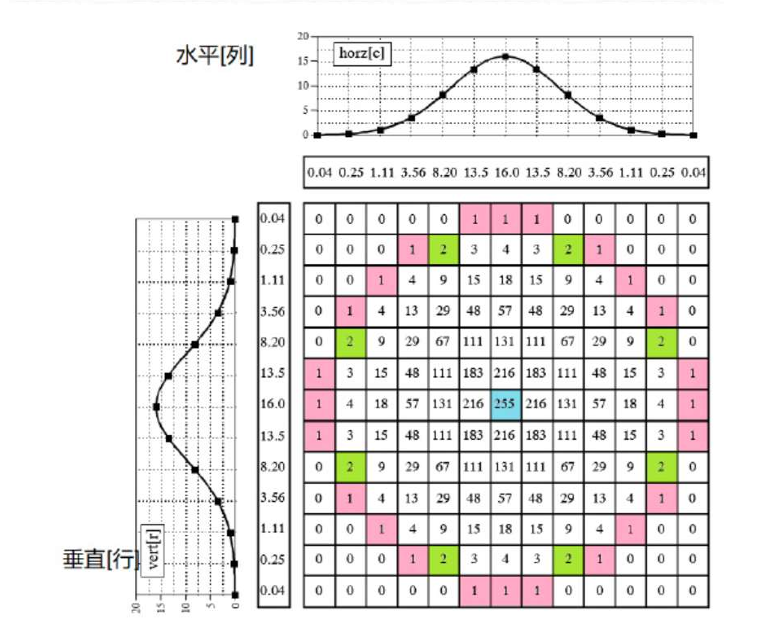 水平[列]
20
15
10
5
0
horz[c]
0.04 0.25 1.11 3.56 8.20 13.5 16.0 13.5 8.20 3.56 1.11 0.25 0.04
0.04 0 0 0 0 0 1 1 1 0 0 0 0 0
0.25 0 0 0 1 2 3 4 3 2 1 0 0 0
1.11 0 0 1 4 9 15 18 15 9 4 1 0 0
3.56 0 1 4 13 29 48 57 48 29 13 4 1 0
8.20 0 2 9 29 67 111 131 111 67 29 9 2 0
13.5 1 3 15 48 111 183 216 183 111 48 15 3 1
16.0 1 4 18 57 131 216 255 216 131 57 18 4 1
13.5 1 3 15 48 111 183 216 183 111 48 15 3 1
8.20 0 2 9 29 67 111 131 111 67 29 9 2 0
3.56 0 1 4 13 29 48 57 48 29 13 4 1 0
1.11 0 0 1 4 9 15 18 15 9 4 1 0 0
0.25 0 0 0 1 2 3 4 3 2 1 0 0 0
0.04 0 0 0 0 0 1 1 1 0 0 0 0 0
垂直[行]
vert[r]
20 15 10 5 0